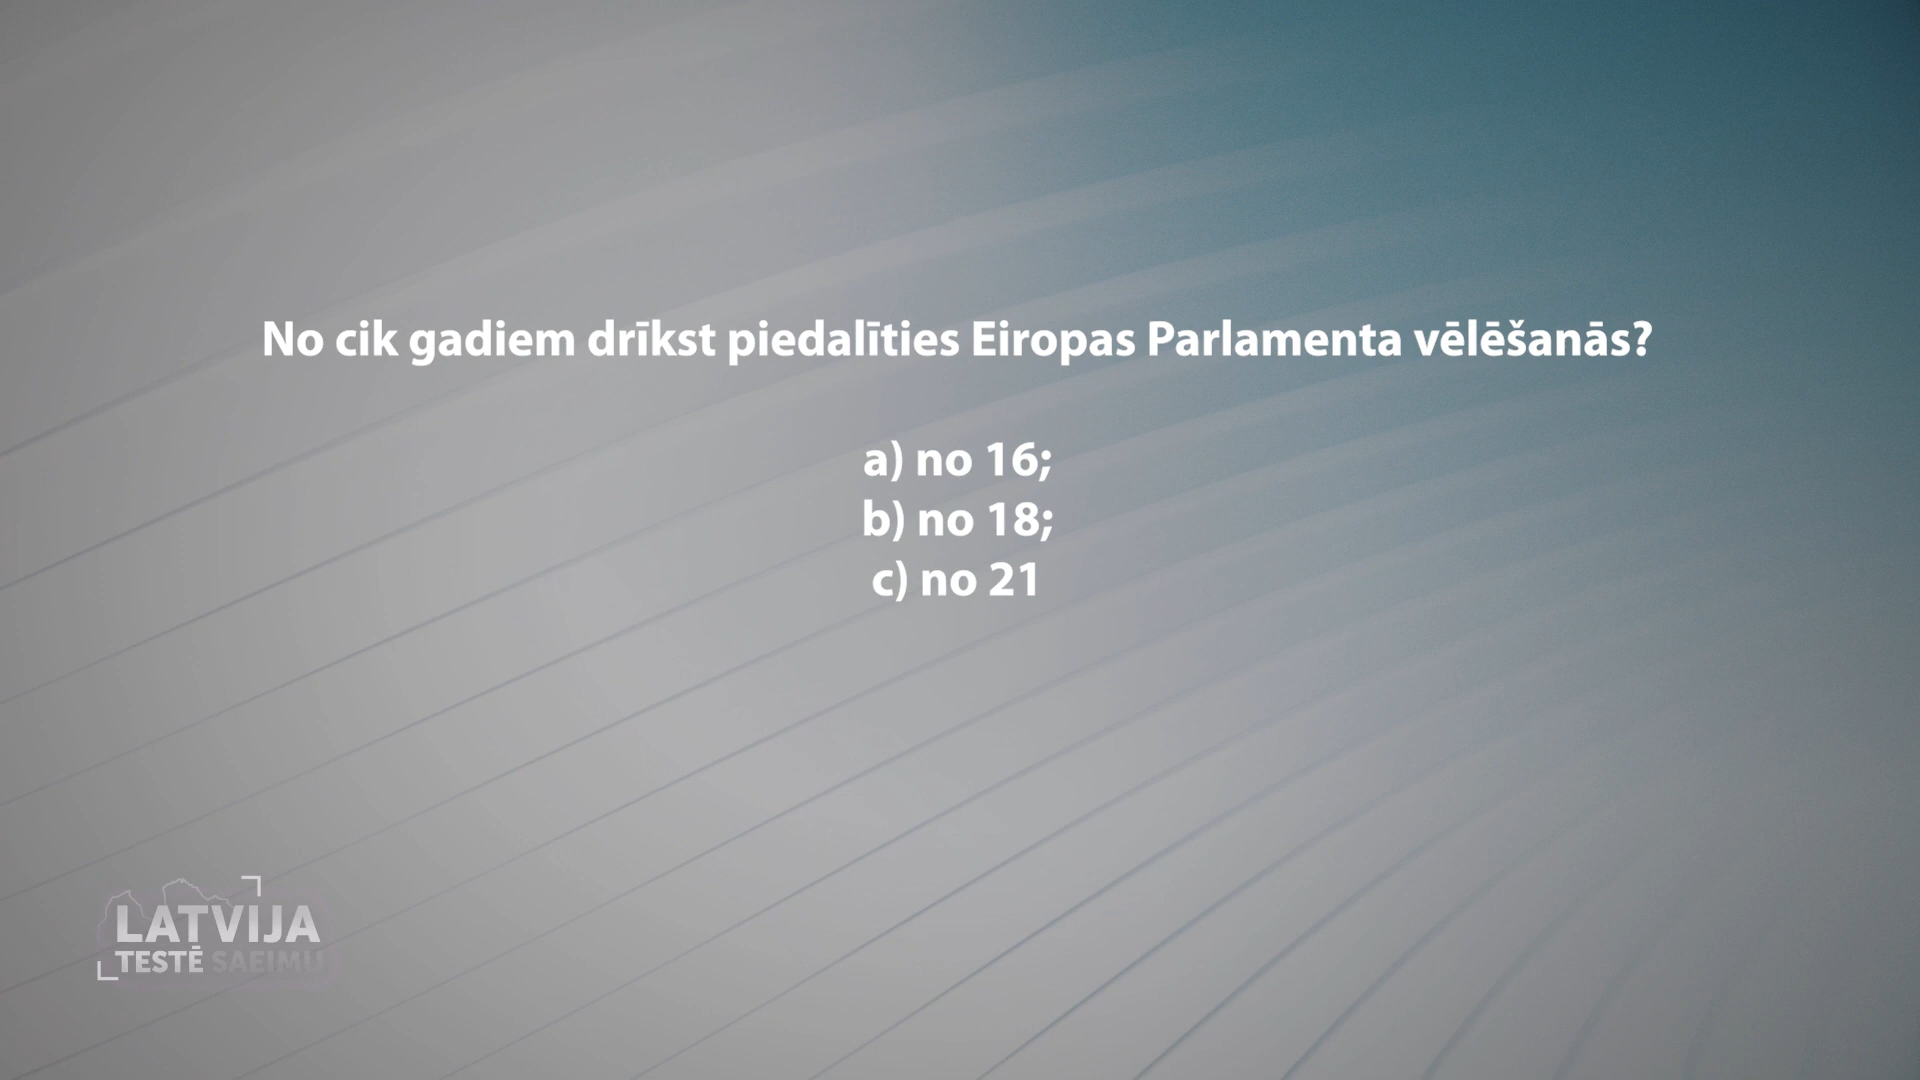 No cik gadiem drīkst piedalīties Eiropas Parlamenta vēlēšanās?
a) no 16;
b) no 18;
c) no 21
LATVIJA
TESTĒ SAEIMU